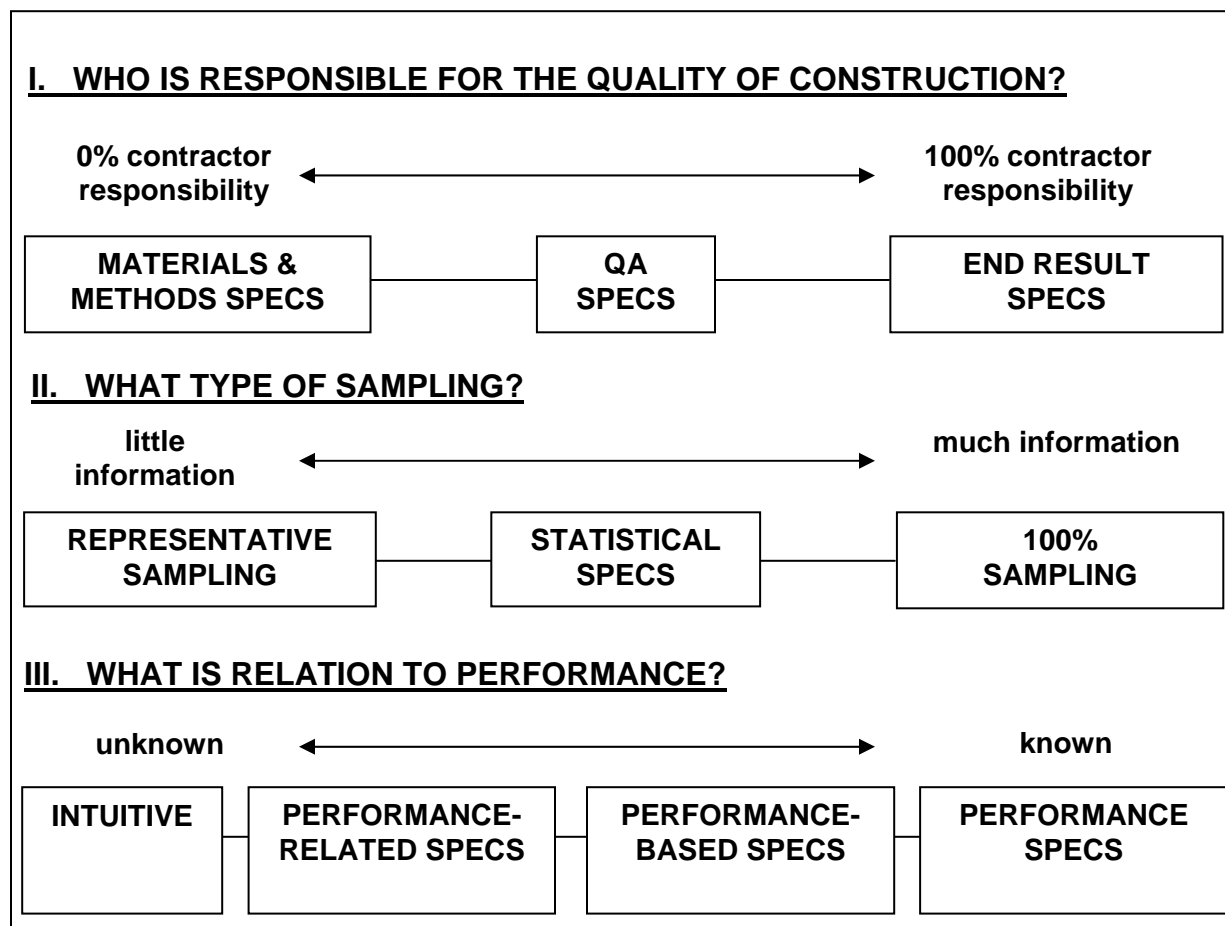 I. WHO IS RESPONSIBLE FOR THE QUALITY OF CONSTRUCTION?
0% contractor
responsibility
100% contractor
responsibility
MATERIALS &
METHODS SPECS
QA
SPECS
END RESULT
SPECS
II. WHAT TYPE OF SAMPLING?
little
information
much information
REPRESENTATIVE
SAMPLING
STATISTICAL
SPECS
100%
SAMPLING
III. WHAT IS RELATION TO PERFORMANCE?
unknown
known
INTUITIVE
PERFORMANCE-
RELATED SPECS
PERFORMANCE-
BASED SPECS
PERFORMANCE
SPECS